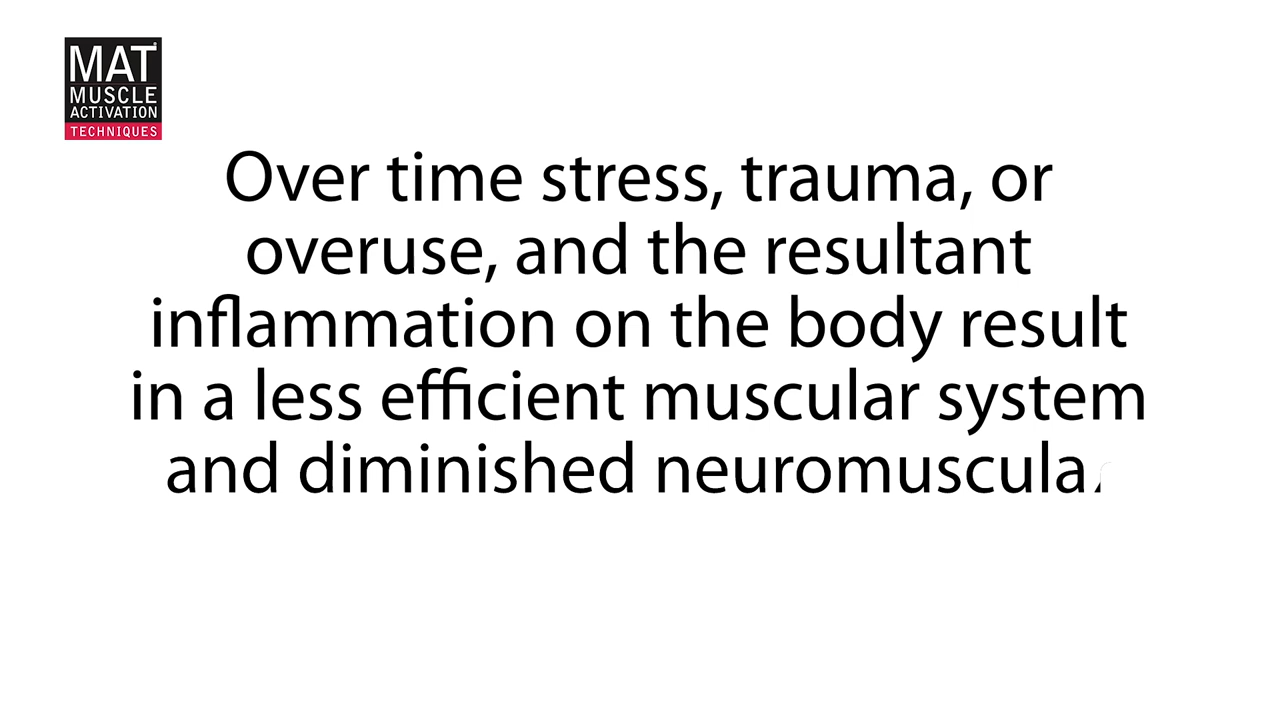 MAT
MUSCLE
ACTIVATION
TECHNIQUES
Over time stress, trauma, or
overuse, and the resultant
inflammation on the body result
in a less efficient muscular system
and diminished neuromuscula